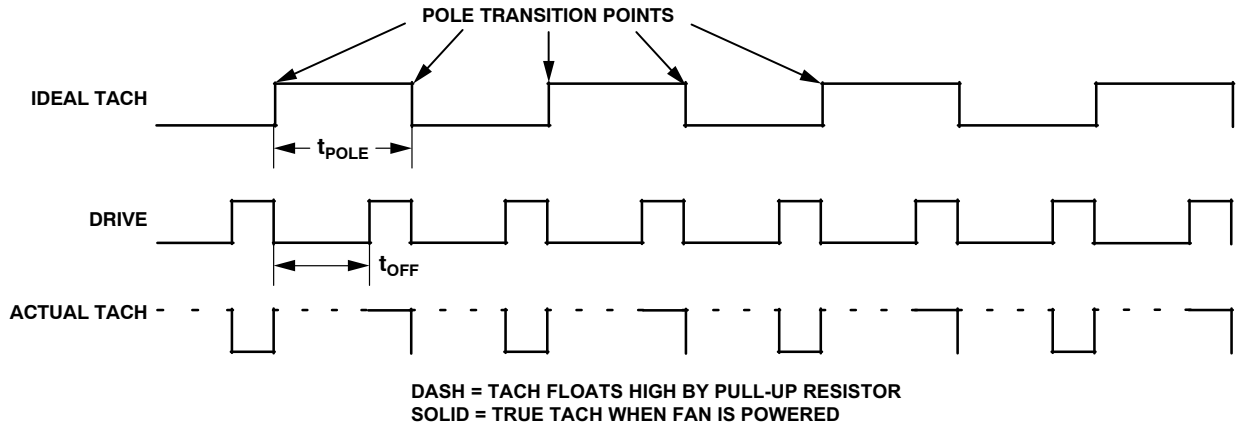 POLE TRANSITION POINTS
IDEAL TACH
tPOLE
DRIVE
tOFF
ACTUAL TACH
DASH = TACH FLOATS HIGH BY PULL-UP RESISTOR
SOLID = TRUE TACH WHEN FAN IS POWERED